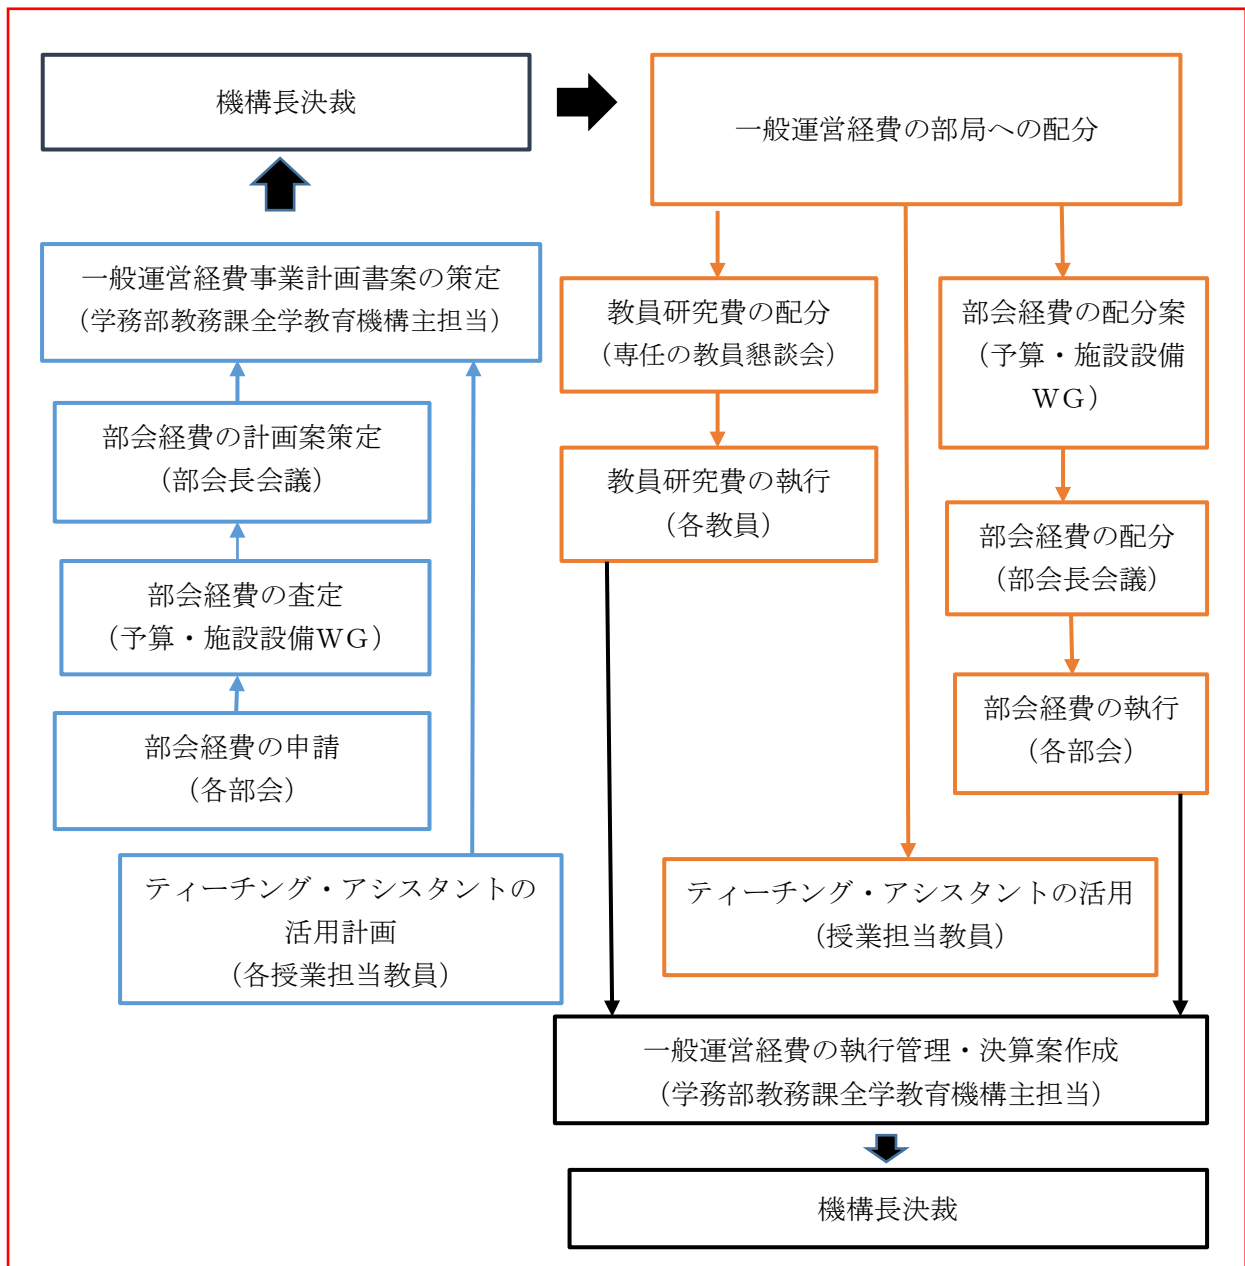 機構長決裁
一般運営経費の部局への配分
一般運営経費事業計画書案の策定
（学務部教務課全学教育機構主担当）
部会経費の計画案策定
（部会長会議）
部会経費の査定
（予算・施設設備ＷＧ）
部会経費の申請
（各部会）
ティーチング・アシスタントの
活用計画
（各授業担当教員）
教員研究費の配分
（専任の教員懇談会）
教員研究費の執行
（各教員）
部会経費の配分案
（予算・施設設備
ＷＧ）
部会経費の配分
（部会長会議）
部会経費の執行
（各部会）
ティーチング・アシスタントの活用
（授業担当教員）
一般運営経費の執行管理・決算案作成
（学務部教務課全学教育機構主担当）
機構長決裁